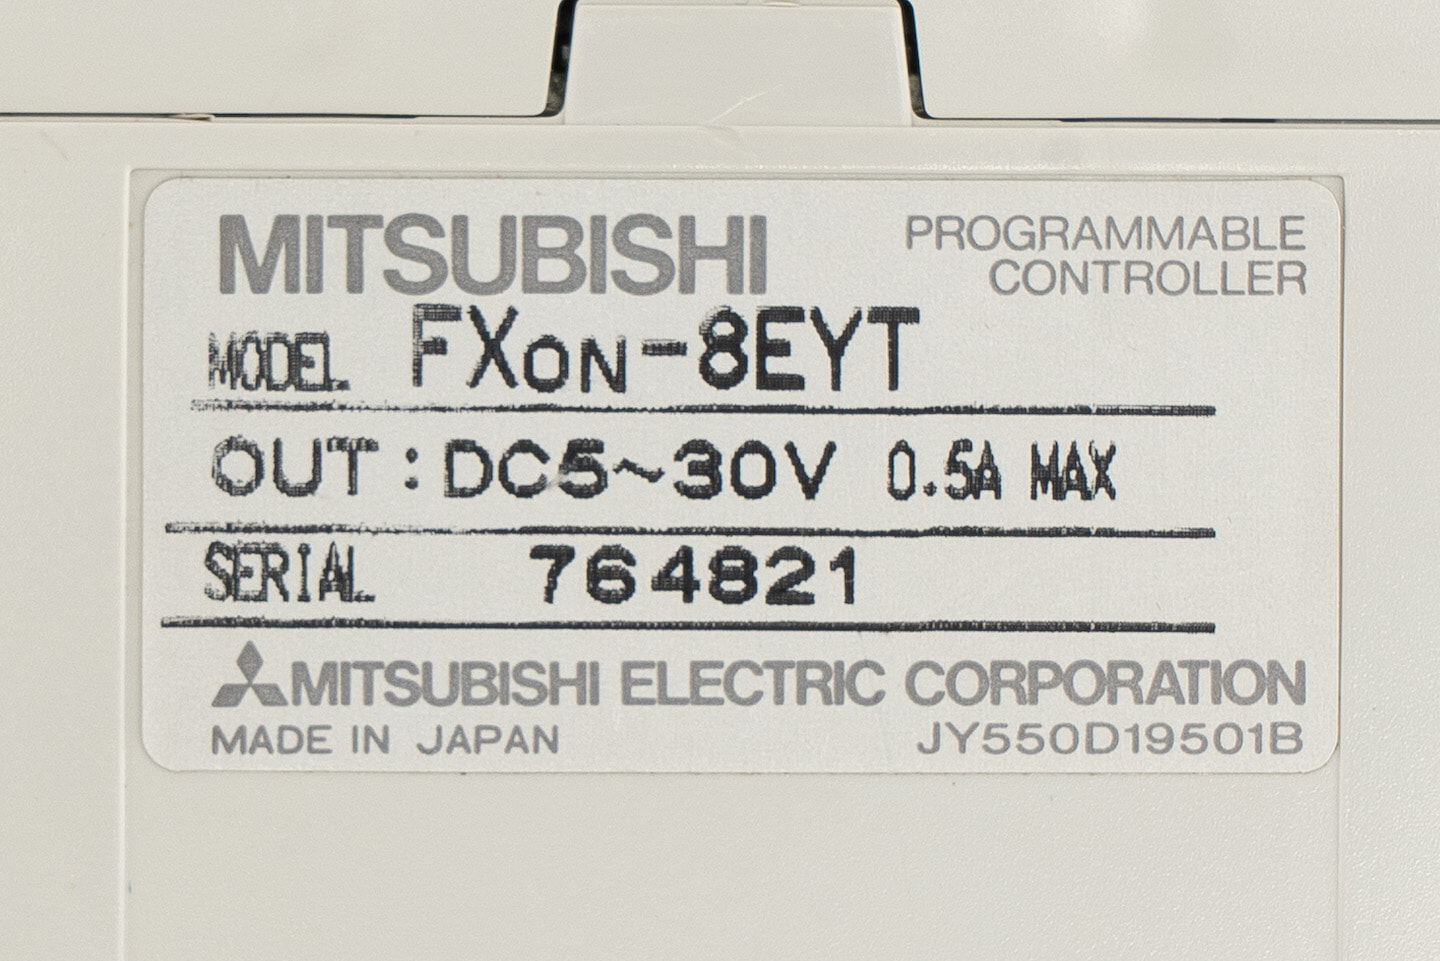 MITSUBISHI PROGRAMMABLE CONTROLLER
MODEL FX0N-8EYT
OUT : DC5~30V 0.5A MAX
SERIAL 764821
MITSUBISHI ELECTRIC CORPORATION
MADE IN JAPAN JY550D19501B